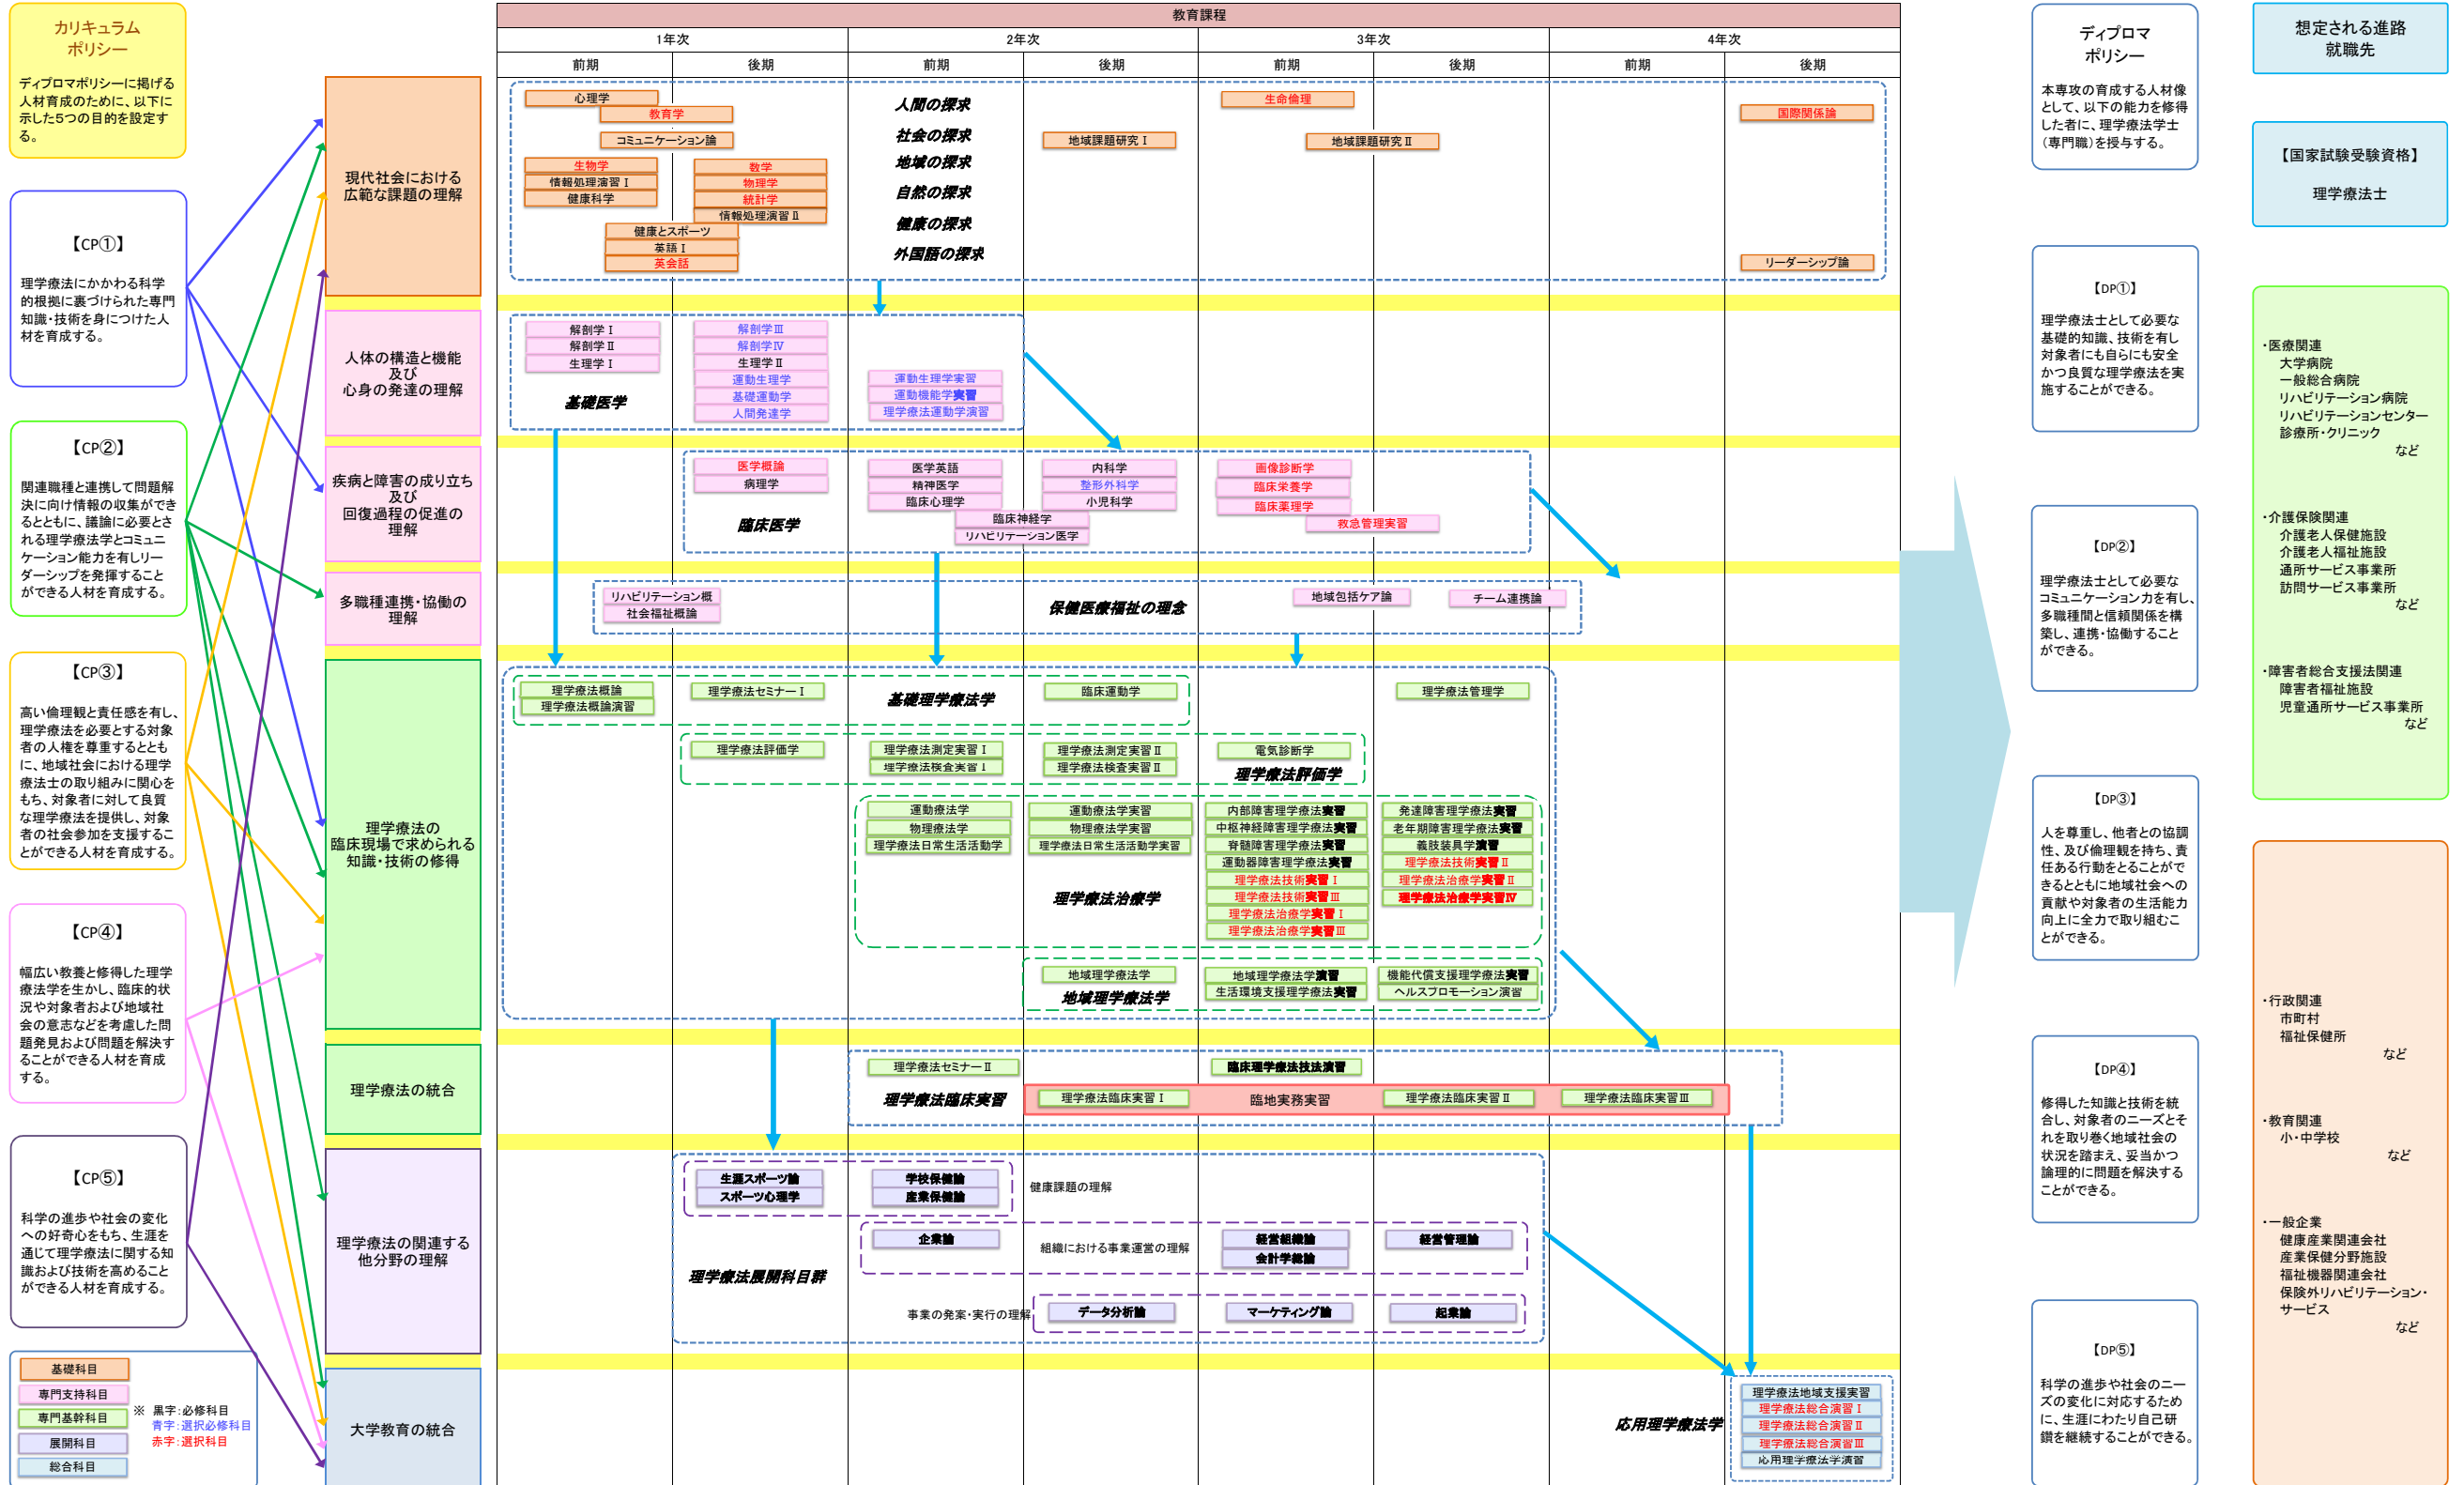 カリキュラム
ポリシー
ディプロマポリシーに掲げる
人材育成のために、以下に
示した5つの目的を設定す
る。
【CP①】
理学療法にかかわる科学
的根拠に裏づけられた専門
知識・技術を身につけた人
材を育成する。
【CP②】
関連職種と連携して問題解
決に向け情報の収集ができ
るとともに、議論に必要とさ
れる理学療法学とコミュニ
ケーション能力を有しリー
ダーシップを発揮すること
ができる人材を育成する。
【CP③】
高い倫理観と責任感を有し、
理学療法を必要とする対象
者の人権を尊重するととも
に、地域社会における理学
療法士の取り組みに関心を
もち、対象者に対して良質
な理学療法を提供し、対象
者の社会参加を支援するこ
とができる人材を育成する。
【CP④】
幅広い教養と修得した理学
療法学を生かし、臨床的状
況や対象者および地域社
会の意志などを考慮した問
題発見および問題を解決す
ることができる人材を育成
する。
【CP⑤】
科学の進歩や社会の変化
への好奇心をもち、生涯を
通じて理学療法に関する知
識および技術を高めること
ができる人材を育成する。
基礎科目
専門支持科目
専門基幹科目
展開科目
総合科目
※ 黒字:必修科目
青字:選択必修科目
赤字:選択科目
現代社会における
広範な課題の理解
人体の構造と機能
及び
心身の発達の理解
疾病と障害の成り立ち
及び
回復過程の促進の
理解
多職種連携・協働の
理解
理学療法の
臨床現場で求められる
知識・技術の修得
理学療法の統合
理学療法の関連する
他分野の理解
大学教育の統合
教育課程
1年次 2年次 3年次 4年次
前期 後期 前期 後期 前期 後期 前期 後期
心理学 人間の探求 生命倫理
教育学 国際関係論
コミュニケーション論 社会の探求 地域課題研究Ⅰ 地域課題研究Ⅱ
生物学 数学 地域の探求
情報処理演習Ⅰ 物理学
健康科学 統計学 自然の探求
情報処理演習Ⅱ
健康とスポーツ 健康の探求
英語Ⅰ 外国語の探求
英会話 リーダーシップ論
解剖学Ⅰ 解剖学Ⅲ
解剖学Ⅱ 解剖学Ⅳ
生理学Ⅰ 生理学Ⅱ
運動生理学 運動生理学実習
基礎医学 基礎運動学 運動機能学実習
人間発達学 理学療法運動学演習
医学概論 医学英語 内科学 画像診断学
病理学 精神医学 整形外科学 臨床栄養学
臨床心理学 小児科学 臨床薬理学
臨床医学 臨床神経学 救急管理実習
リハビリテーション医学
リハビリテーション概 保健医療福祉の理念 地域包括ケア論 チーム連携論
社会福祉概論
理学療法概論 理学療法セミナーⅠ 基礎理学療法学 臨床運動学 理学療法管理学
理学療法概論演習
理学療法評価学 理学療法測定実習Ⅰ 理学療法測定実習Ⅱ 電気診断学
理学療法検査実習Ⅰ 理学療法検査実習Ⅱ 理学療法評価学
運動療法学 運動療法学実習 内部障害理学療法実習 発達障害理学療法実習
物理療法学 物理療法学実習 中枢神経障害理学療法実習 老年期障害理学療法実習
理学療法日常生活活動学 理学療法日常生活活動学実習 脊髄障害理学療法実習 義肢装具学演習
運動器障害理学療法実習 理学療法技術実習Ⅱ
理学療法技術実習Ⅰ 理学療法治療学実習Ⅱ
理学療法治療学 理学療法技術実習Ⅲ 理学療法治療学実習Ⅳ
理学療法治療学実習Ⅰ
理学療法治療学実習Ⅲ
地域理学療法学 地域理学療法学演習 機能代償支援理学療法実習
地域理学療法学 生活環境支援理学療法実習 ヘルスプロモーション演習
理学療法セミナーⅡ 臨床理学療法技法演習
理学療法臨床実習 理学療法臨床実習Ⅰ 臨地実務実習 理学療法臨床実習Ⅱ 理学療法臨床実習Ⅲ
生涯スポーツ論 学校保健論 健康課題の理解
スポーツ心理学 産業保健論
企業論 組織における事業運営の理解 経営組織論 経営管理論
会計学総論
理学療法展開科目群
事業の発案・実行の理解 データ分析論 マーケティング論 起業論
応用理学療法学
理学療法地域支援実習
理学療法総合演習Ⅰ
理学療法総合演習Ⅱ
理学療法総合演習Ⅲ
応用理学療法学演習
ディプロマ
ポリシー
本専攻の育成する人材像
として、以下の能力を修得
した者に、理学療法学士
（専門職）を授与する。
【DP①】
理学療法士として必要な
基礎的知識、技術を有し
対象者にも自らにも安全
かつ良質な理学療法を実
施することができる。
【DP②】
理学療法士として必要な
コミュニケーション力を有し、
多職種間と信頼関係を構
築し、連携・協働すること
ができる。
【DP③】
人を尊重し、他者との協調
性、及び倫理観を持ち、責
任ある行動をとることがで
きるとともに地域社会への
貢献や対象者の生活能力
向上に全力で取り組むこ
とができる。
【DP④】
修得した知識と技術を統
合し、対象者のニーズとそ
れを取り巻く地域社会の
状況を踏まえ、妥当かつ
論理的に問題を解決する
ことができる。
【DP⑤】
科学の進歩や社会のニー
ズの変化に対応するため
に、生涯にわたり自己研
鑽を継続することができる。
想定される進路
就職先
【国家試験受験資格】
理学療法士
・医療関連
大学病院
一般総合病院
リハビリテーション病院
リハビリテーションセンター
診療所・クリニック
など
・介護保険関連
介護老人保健施設
介護老人福祉施設
通所サービス事業所
訪問サービス事業所
など
・障害者総合支援法関連
障害者福祉施設
児童通所サービス事業所
など
・行政関連
市町村
福祉保健所
など
・教育関連
小・中学校
など
・一般企業
健康産業関連会社
産業保健分野施設
福祉機器関連会社
保険外リハビリテーション・
サービス
など